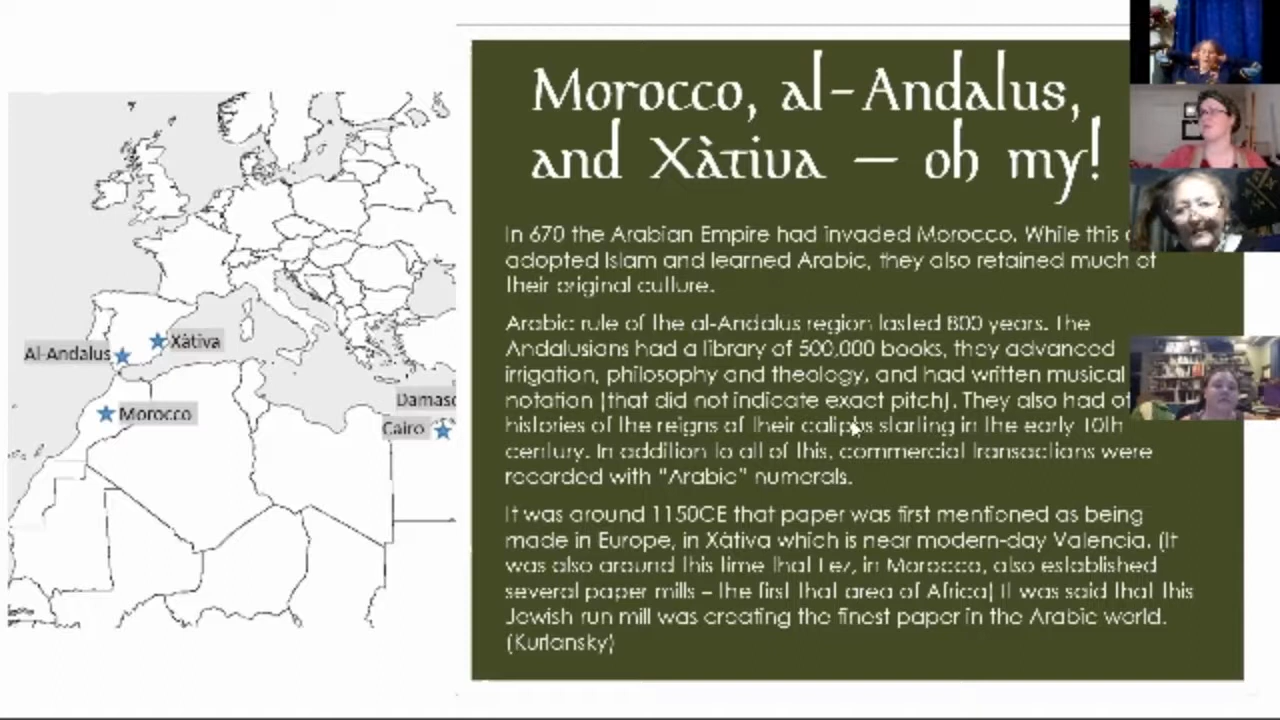 Morocco, al-Andalus,
and Xàtiva – oh my!
In 670 the Arabian Empire had invaded Morocco. While this
adopted Islam and learned Arabic, they also retained much of
their original culture.
Arabic rule of the al-Andalus region lasted 800 years. The
Andalusians had a library of 500,000 books, they advanced
irrigation, philosophy and theology, and had written musical
notation (that did not indicate exact pitch). They also had
histories of the reigns of their caliphs starting in the early 10th
century. In addition to all of this, commercial transactions were
recorded with "Arabic" numerals.
It was around 1150CE that paper was first mentioned as being
made in Europe, in Xàtiva which is near modern-day Valencia. (It
was also around this time that Fez, in Morocco, also established
several paper mills – the first that area of Africa) It was said that this
Jewish run mill was creating the finest paper in the Arabic world.
(Kurlansky)
Xàtiva
Al-Andalus
Damasc
Morocco
Cairo